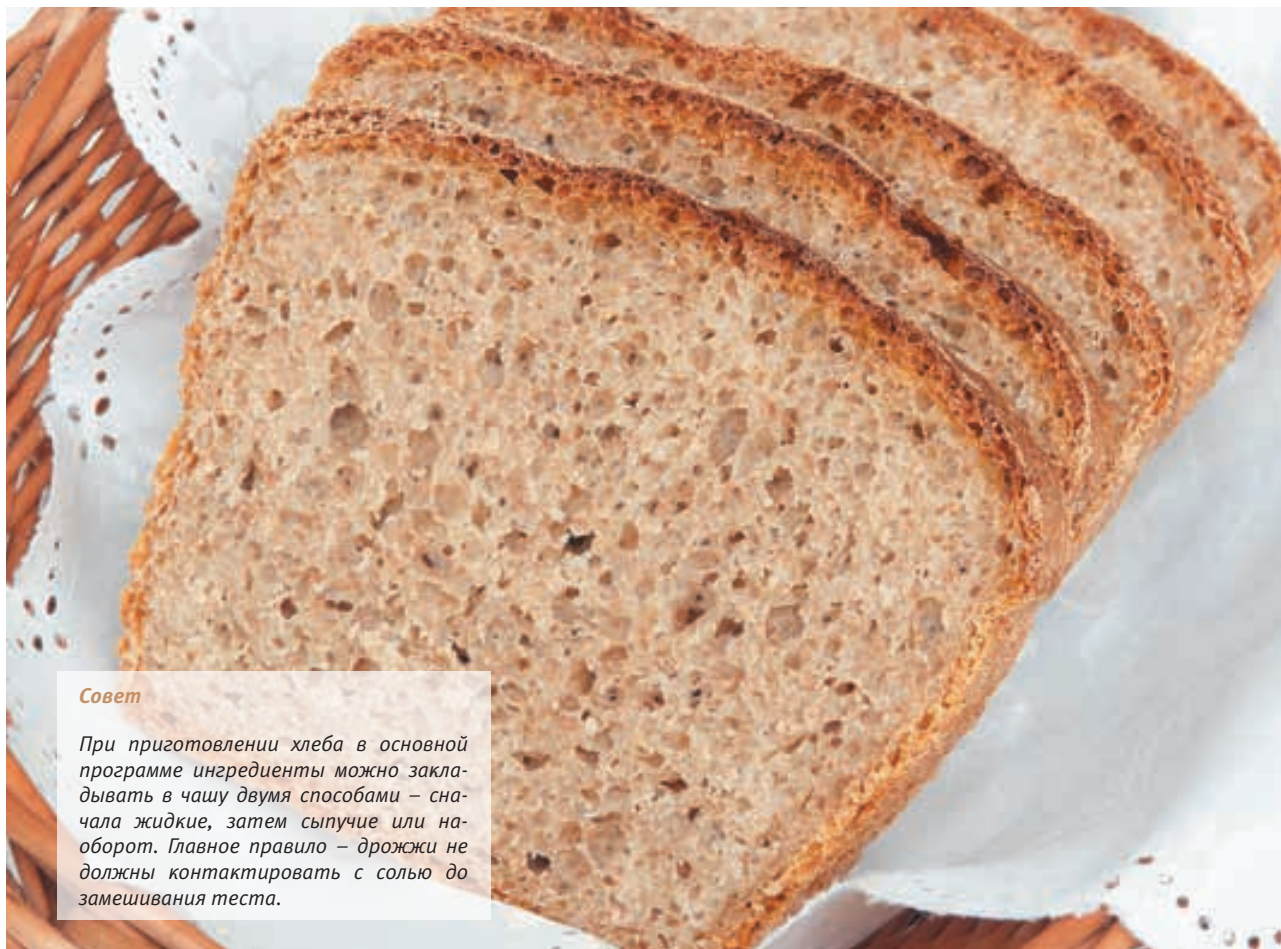 Совет
При приготовлении хлеба в основной
программе ингредиенты можно закла-
дывать в чашу двумя способами – сна-
чала жидкие, затем сыпучие или на-
оборот. Главное правило – дрожжи не
должны контактировать с солью до
замешивания теста.